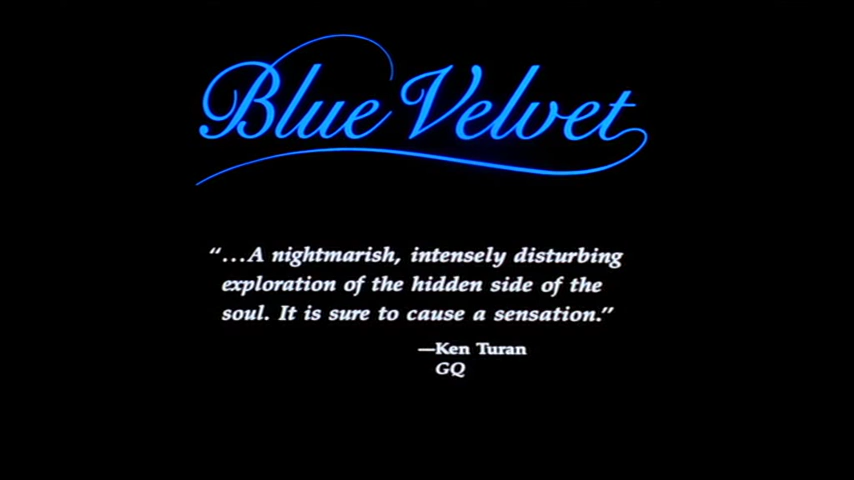 Blue Velvet
“...A nightmarish, intensely disturbing
exploration of the hidden side of the
soul. It is sure to cause a sensation.”
—Ken Turan
GQ